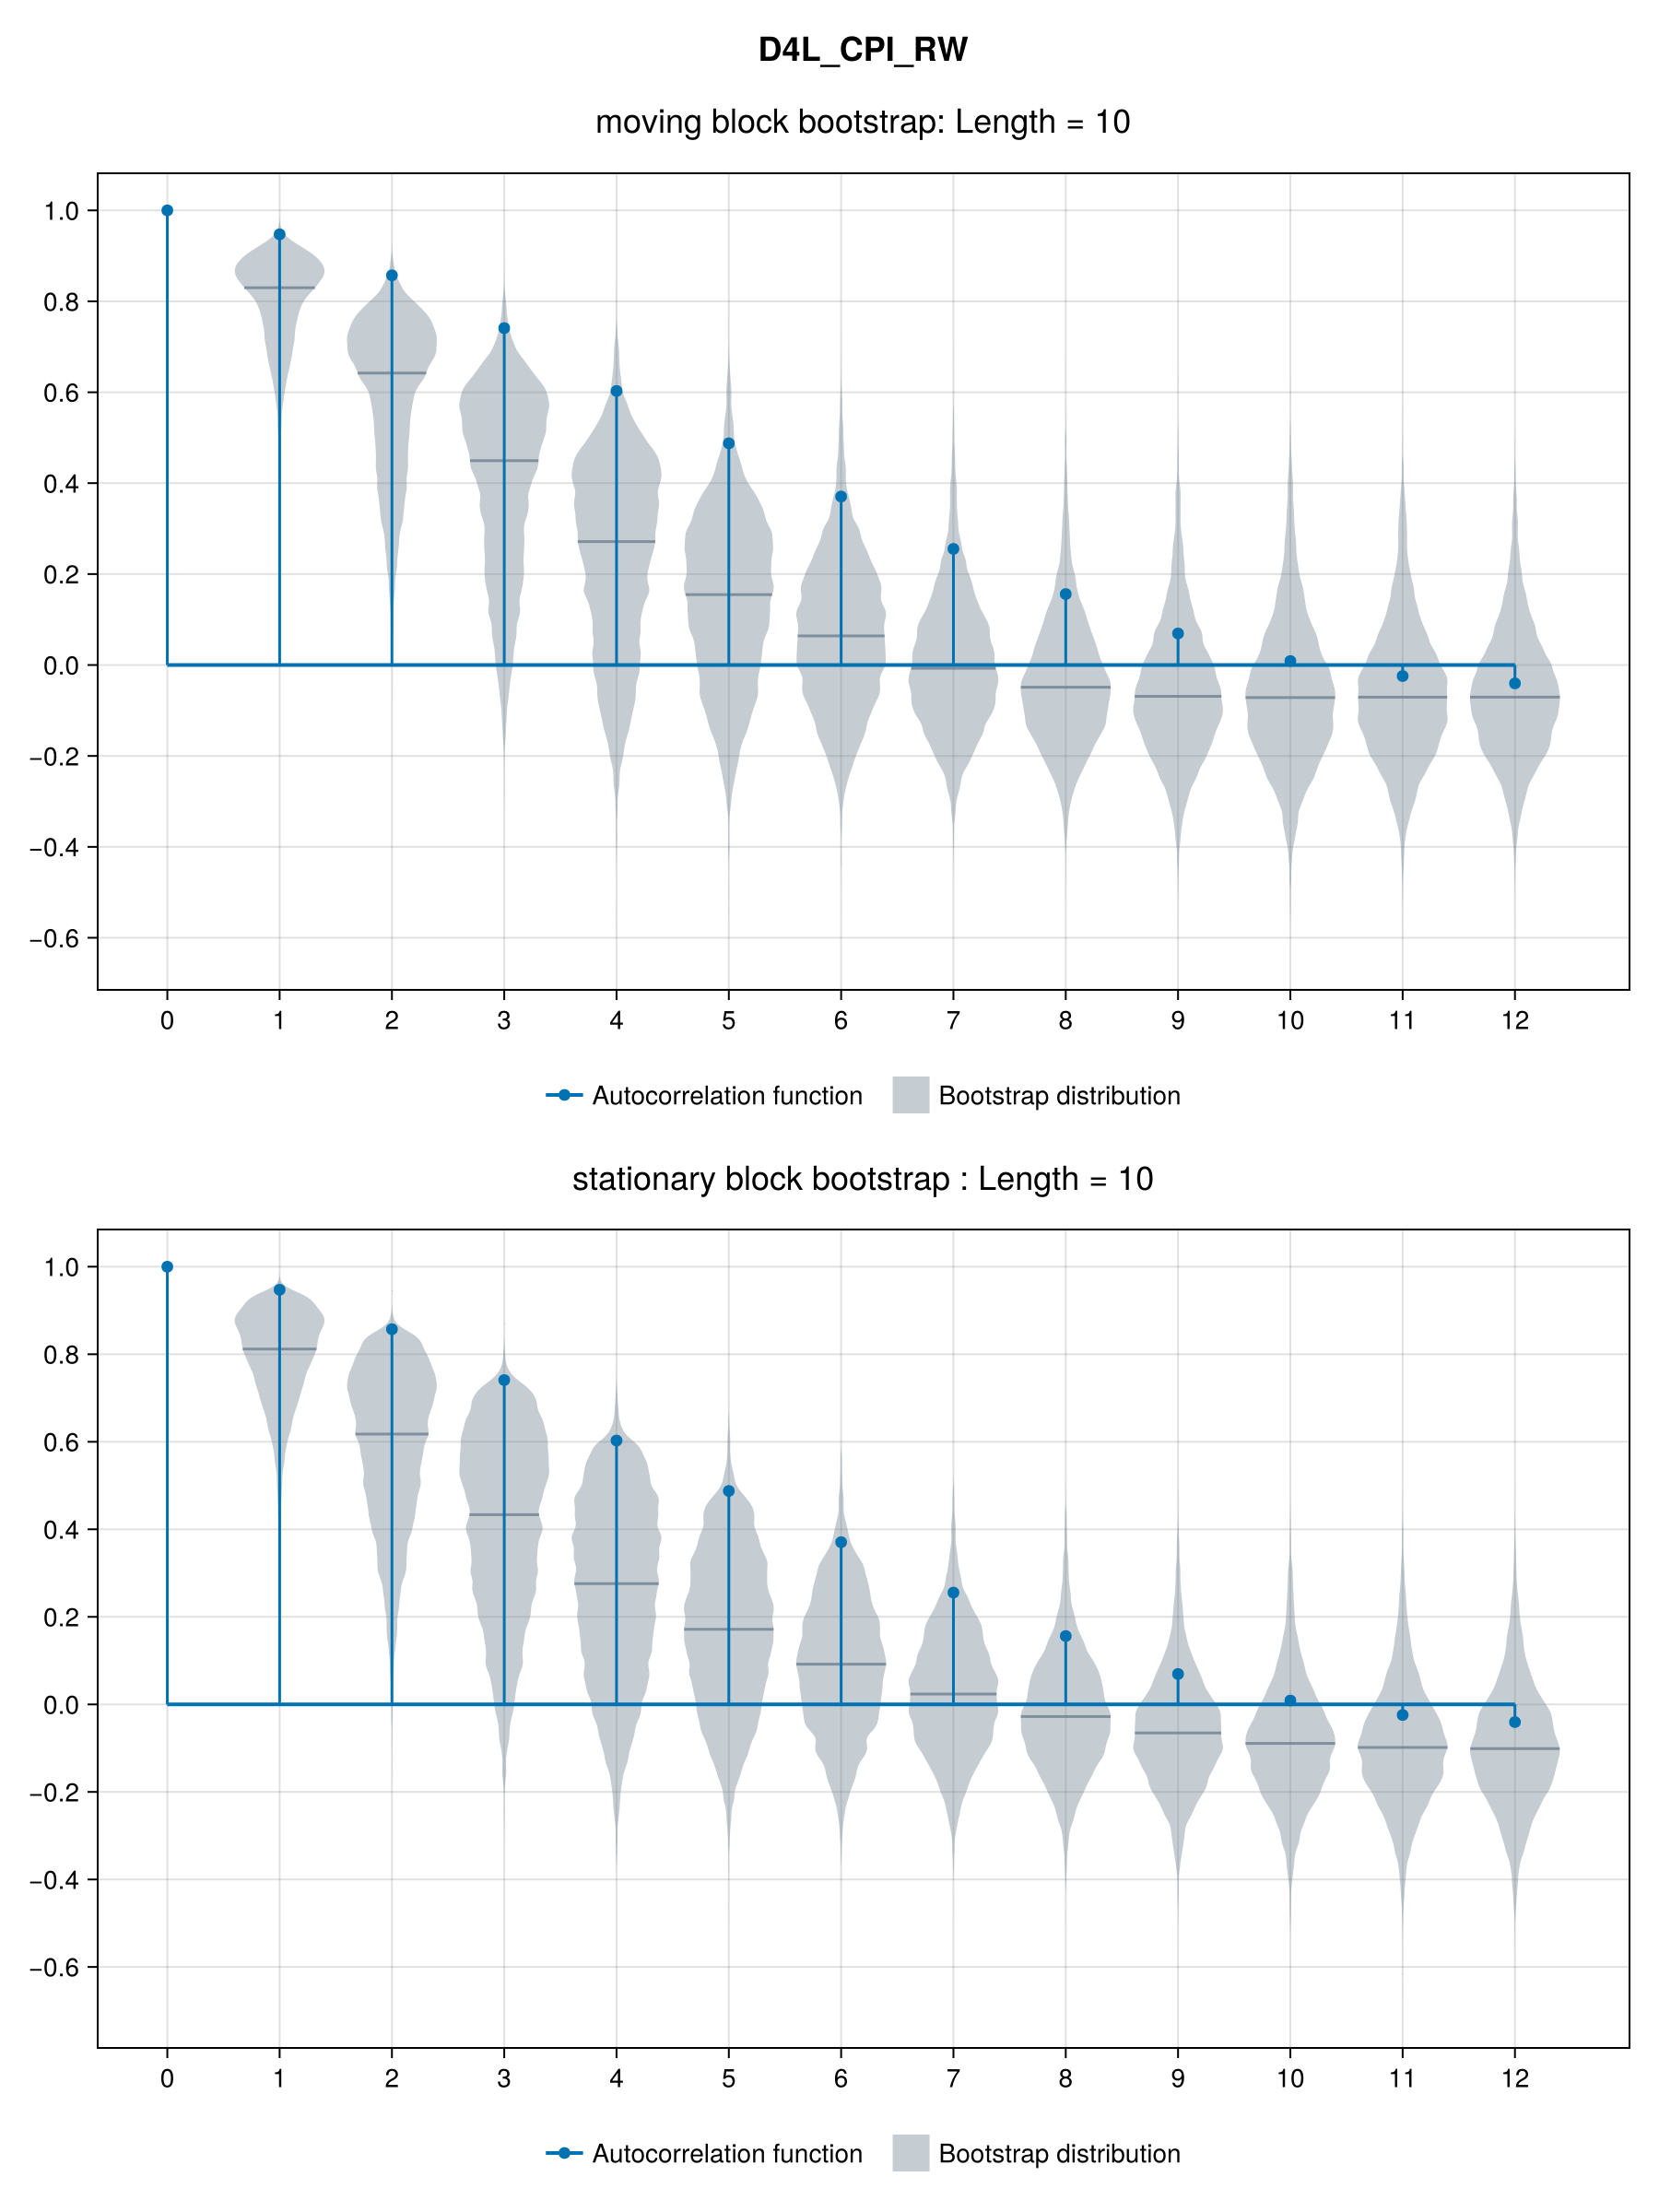 D4L_CPI_RW
moving block bootstrap: Length = 10
1.0
0.8
0.6
0.4
0.2
0.0
−0.2
−0.4
−0.6
0 1 2 3 4 5 6 7 8 9 10 11 12
Autocorrelation function Bootstrap distribution
stationary block bootstrap : Length = 10
1.0
0.8
0.6
0.4
0.2
0.0
−0.2
−0.4
−0.6
0 1 2 3 4 5 6 7 8 9 10 11 12
Autocorrelation function Bootstrap distribution